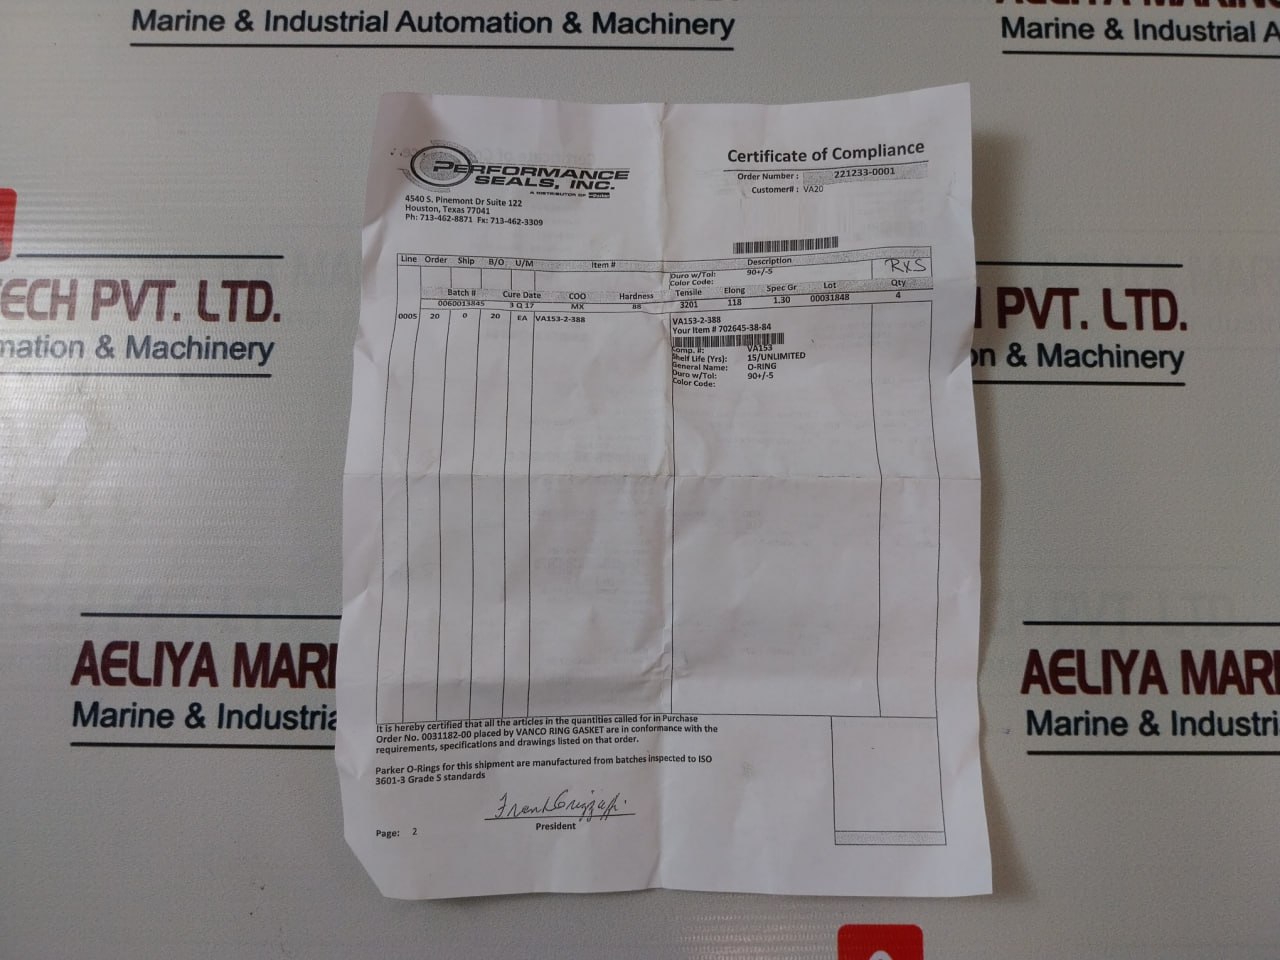 Marine & Industrial Automation & Machinery
Marine & Industrial A
PERFORMANCE
SEALS, INC.
A DISTRIBUTOR OF
4540 S. Pinemont Dr Suite 122
Houston, Texas 77041
Ph: 713-462-8871 Fx: 713-462-3309
Certificate of Compliance
Order Number : 221233-0001
Customer# : VA20
Line Order Ship B/O U/M Item # Description
Duro w/Tol: 90+/-5
Color Code:
RXS
Batch # Cure Date COO Hardness Tensile Elong Spec Gr Lot Qty
0060013845 3 Q 17 MX 88 3201 118 1.30 00031848 4
0005 20 0 20 EA VA153-2-388 VA153-2-388
Your Item # 702645-38-84
Comp. #: VA153
Shelf Life (Yrs): 15/UNLIMITED
General Name: O-RING
Duro w/Tol: 90+/-5
Color Code:
It is hereby certified that all the articles in the quantities called for in Purchase
Order No. 0031182-00 placed by VANCO RING GASKET are in conformance with the
requirements, specifications and drawings listed on that order.
Parker O-Rings for this shipment are manufactured from batches inspected to ISO
3601-3 Grade S standards
President
Page: 2
TECH PVT. LTD.
mation & Machinery
PVT. LTD.
on & Machinery
AELIYA MARI
Marine & Industria
AELIYA MARI
Marine & Industri